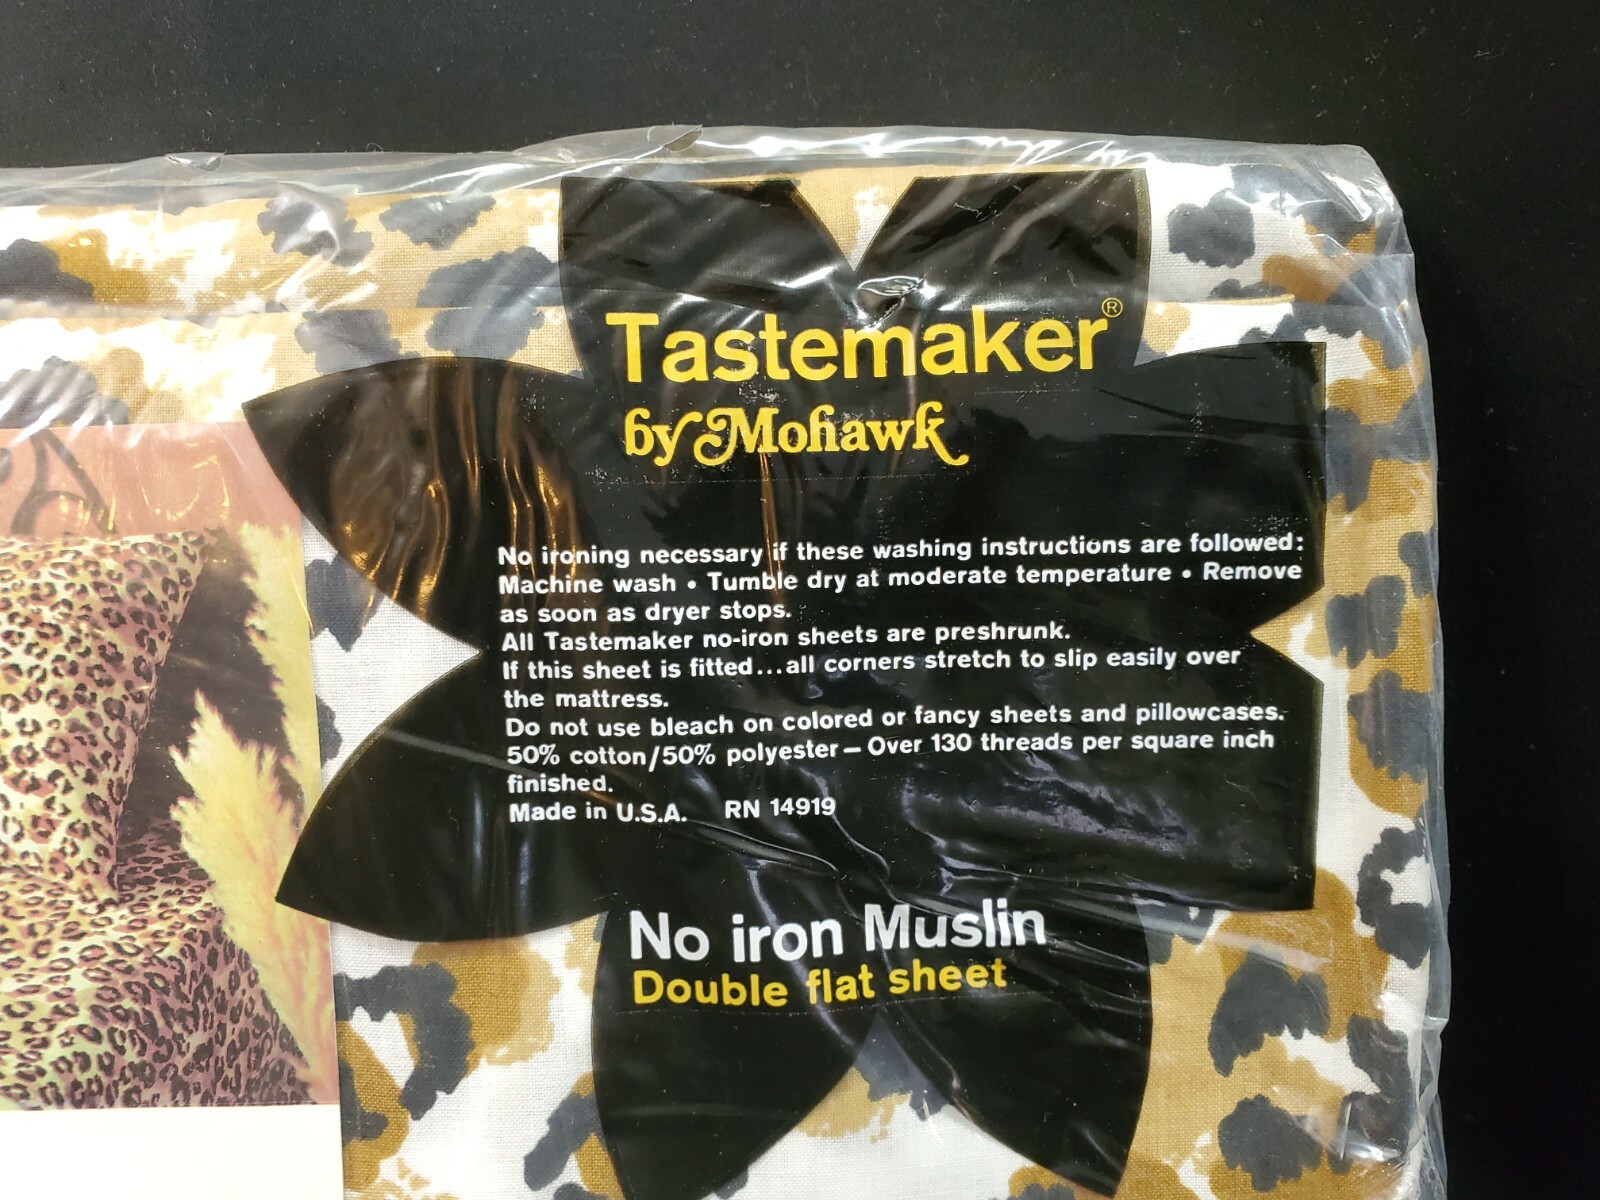 Tastemaker®
by Mohawk
No ironing necessary if these washing instructions are followed:
Machine wash • Tumble dry at moderate temperature • Remove
as soon as dryer stops.
All Tastemaker no-iron sheets are preshrunk.
If this sheet is fitted...all corners stretch to slip easily over
the mattress.
Do not use bleach on colored or fancy sheets and pillowcases.
50% cotton/50% polyester — Over 130 threads per square inch
finished.
Made in U.S.A. RN 14919
No iron Muslin
Double flat sheet